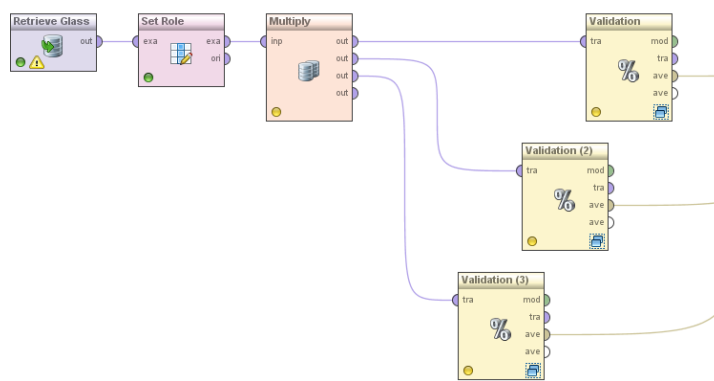 Retrieve Glass
out
Set Role
exa
exa
ori
Multiply
inp
out
out
out
out
Validation
tra
mod
tra
ave
ave
%
Validation (2)
tra
mod
tra
ave
ave
%
Validation (3)
tra
mod
tra
ave
ave
%